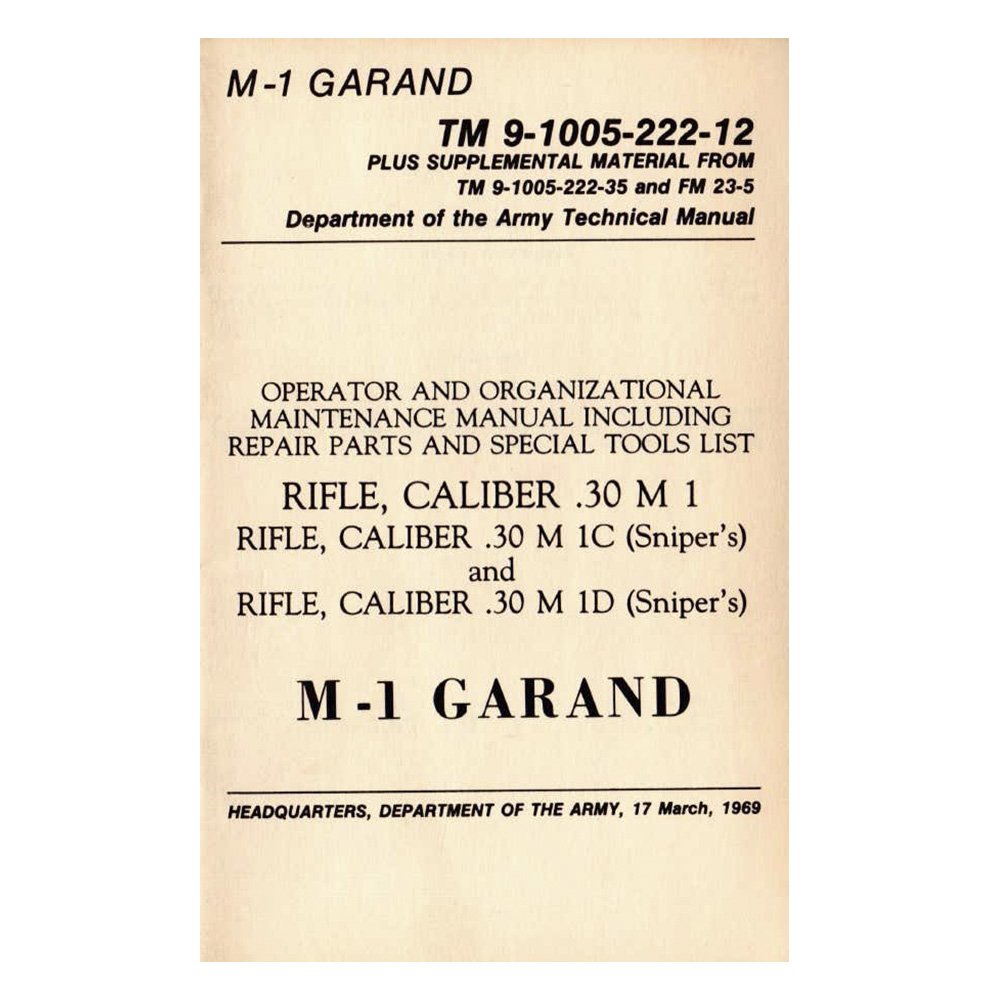 M-1 GARAND
TM 9-1005-222-12
PLUS SUPPLEMENTAL MATERIAL FROM
TM 9-1005-222-35 and FM 23-5
Department of the Army Technical Manual
OPERATOR AND ORGANIZATIONAL
MAINTENANCE MANUAL INCLUDING
REPAIR PARTS AND SPECIAL TOOLS LIST
RIFLE, CALIBER .30 M 1
RIFLE, CALIBER .30 M 1C (Sniper's)
and
RIFLE, CALIBER .30 M 1D (Sniper's)
M-1 GARAND
HEADQUARTERS, DEPARTMENT OF THE ARMY, 17 March, 1969